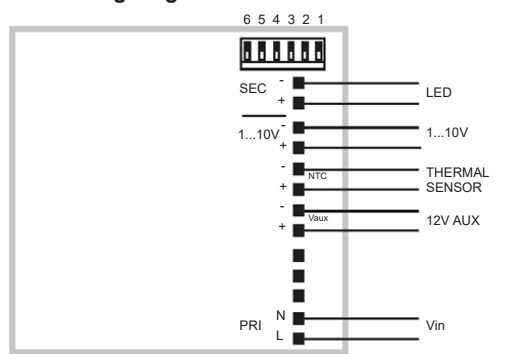 6 5 4 3 2 1
SEC - LED
+
1...10V - 1...10V
+
- NTC THERMAL
+ SENSOR
- Vaux 12V AUX
+
PRI N Vin
L